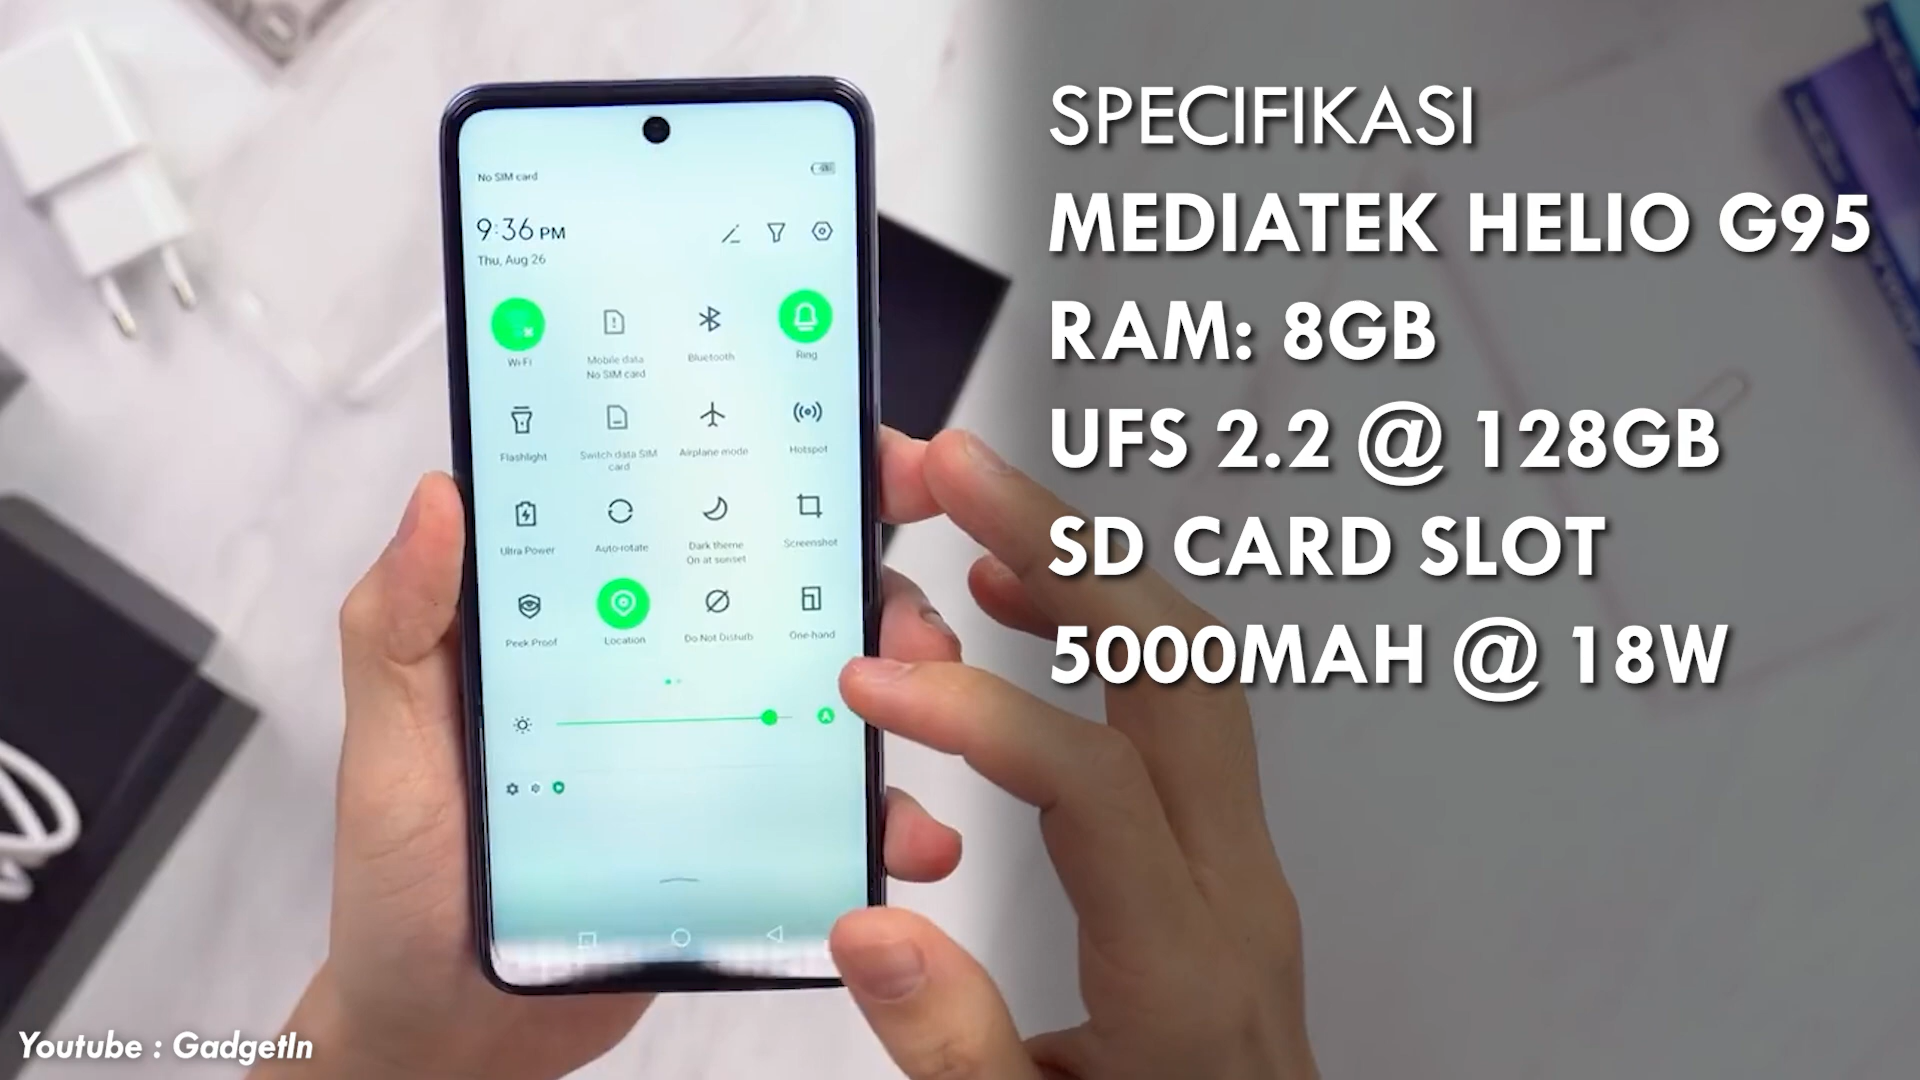 SPECIFIKASI
MEDIATEK HELIO G95
RAM: 8GB
UFS 2.2 @ 128GB
SD CARD SLOT
5000MAH @ 18W
No SIM card
9:36 PM
Thu, Aug 26
Wi-Fi
Mobile data
No SIM card
Bluetooth
Ring
Flashlight
Switch data SIM
card
Airplane mode
Hotspot
Ultra Power
Auto-rotate
Dark theme
On at sunset
Screenshot
Peek Proof
Location
Do Not Disturb
One-hand
A
Youtube : GadgetIn